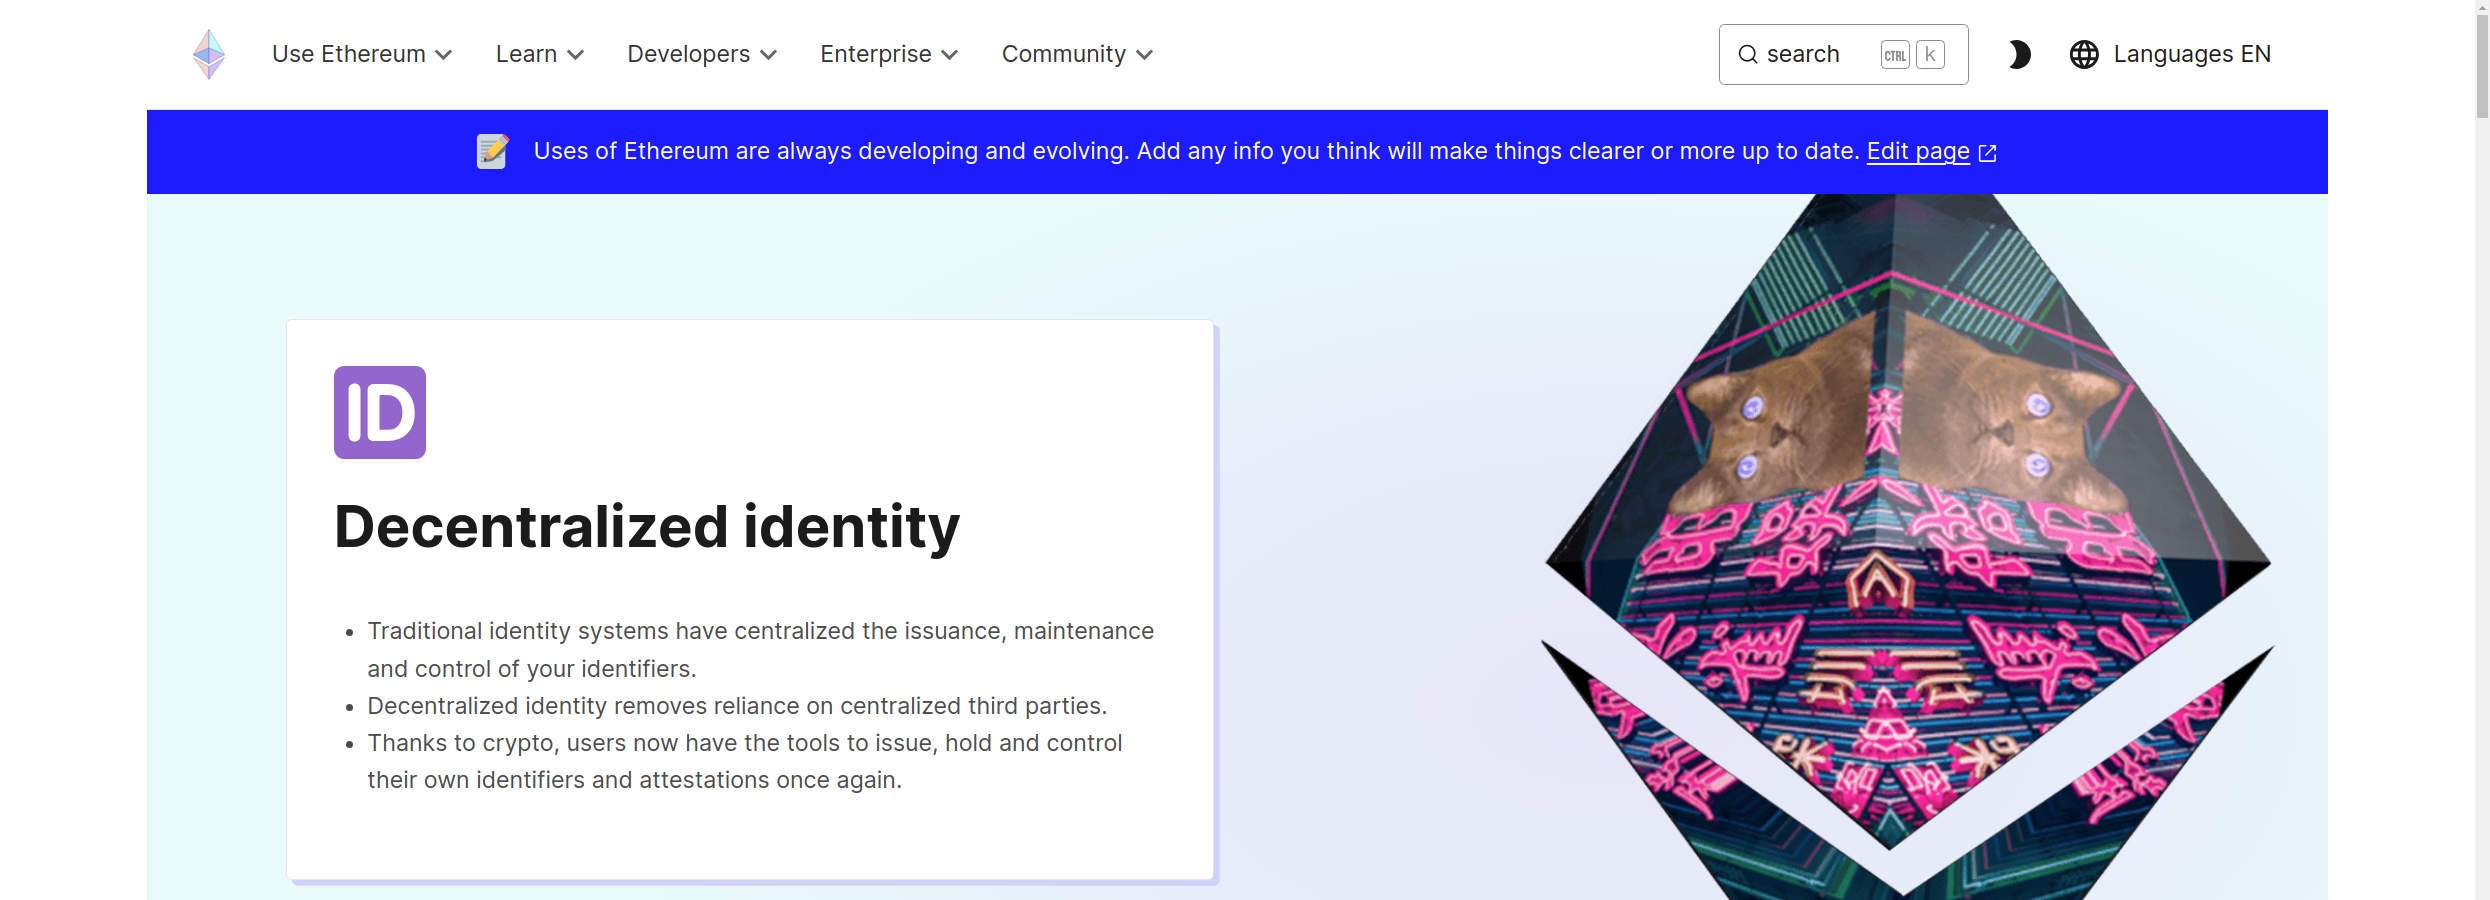 Use Ethereum
Learn
Developers
Enterprise
Community
search
CTRL
k
Languages EN
Uses of Ethereum are always developing and evolving. Add any info you think will make things clearer or more up to date. Edit page
ID
Decentralized identity
Traditional identity systems have centralized the issuance, maintenance
and control of your identifiers.
Decentralized identity removes reliance on centralized third parties.
Thanks to crypto, users now have the tools to issue, hold and control
their own identifiers and attestations once again.